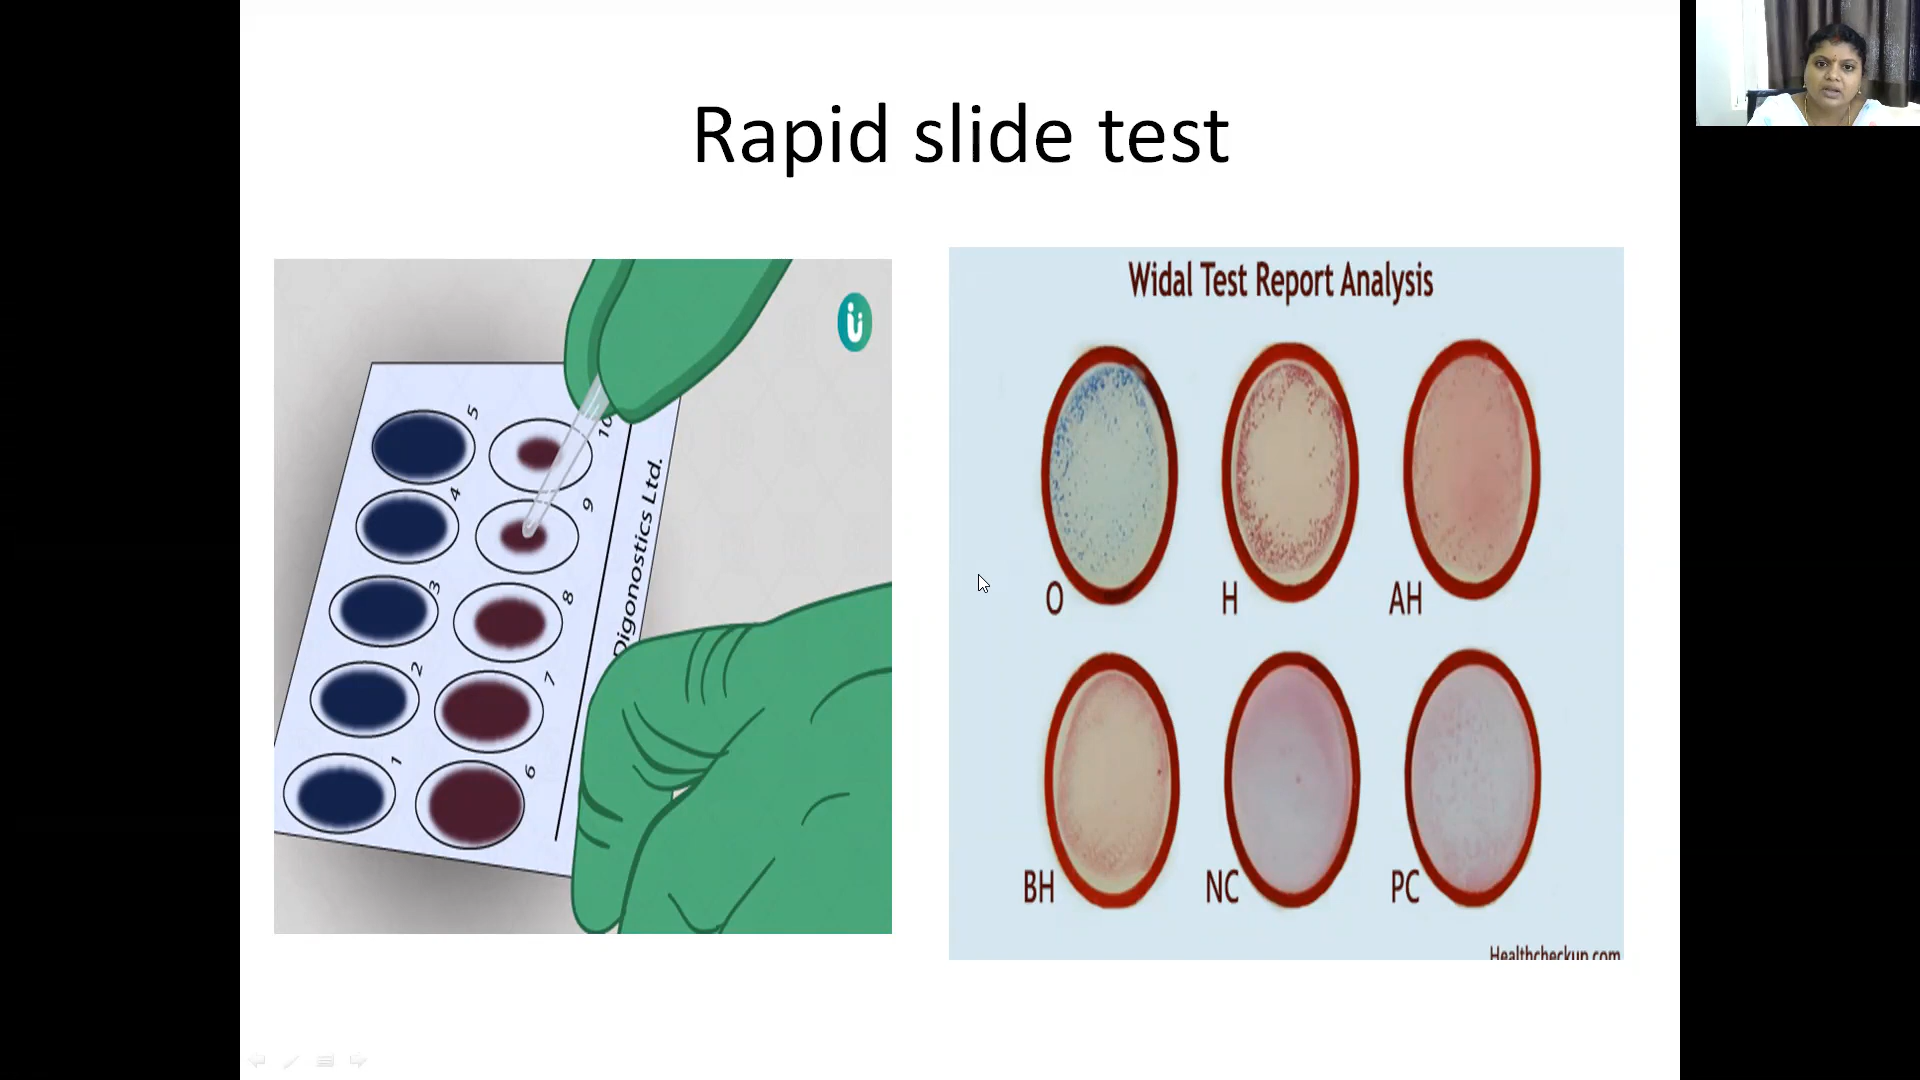 Rapid slide test
5
10
4
9
3
8
2
7
1
6
Digonostics Ltd.
Widal Test Report Analysis
O
H
AH
BH
NC
PC
Healthcheckup.com